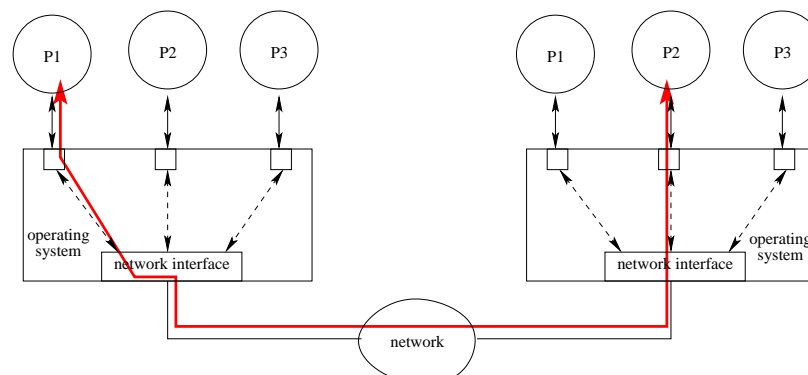 P1
P2
P3
P1
P2
P3
operating
system
network interface
network interface
operating
system
network